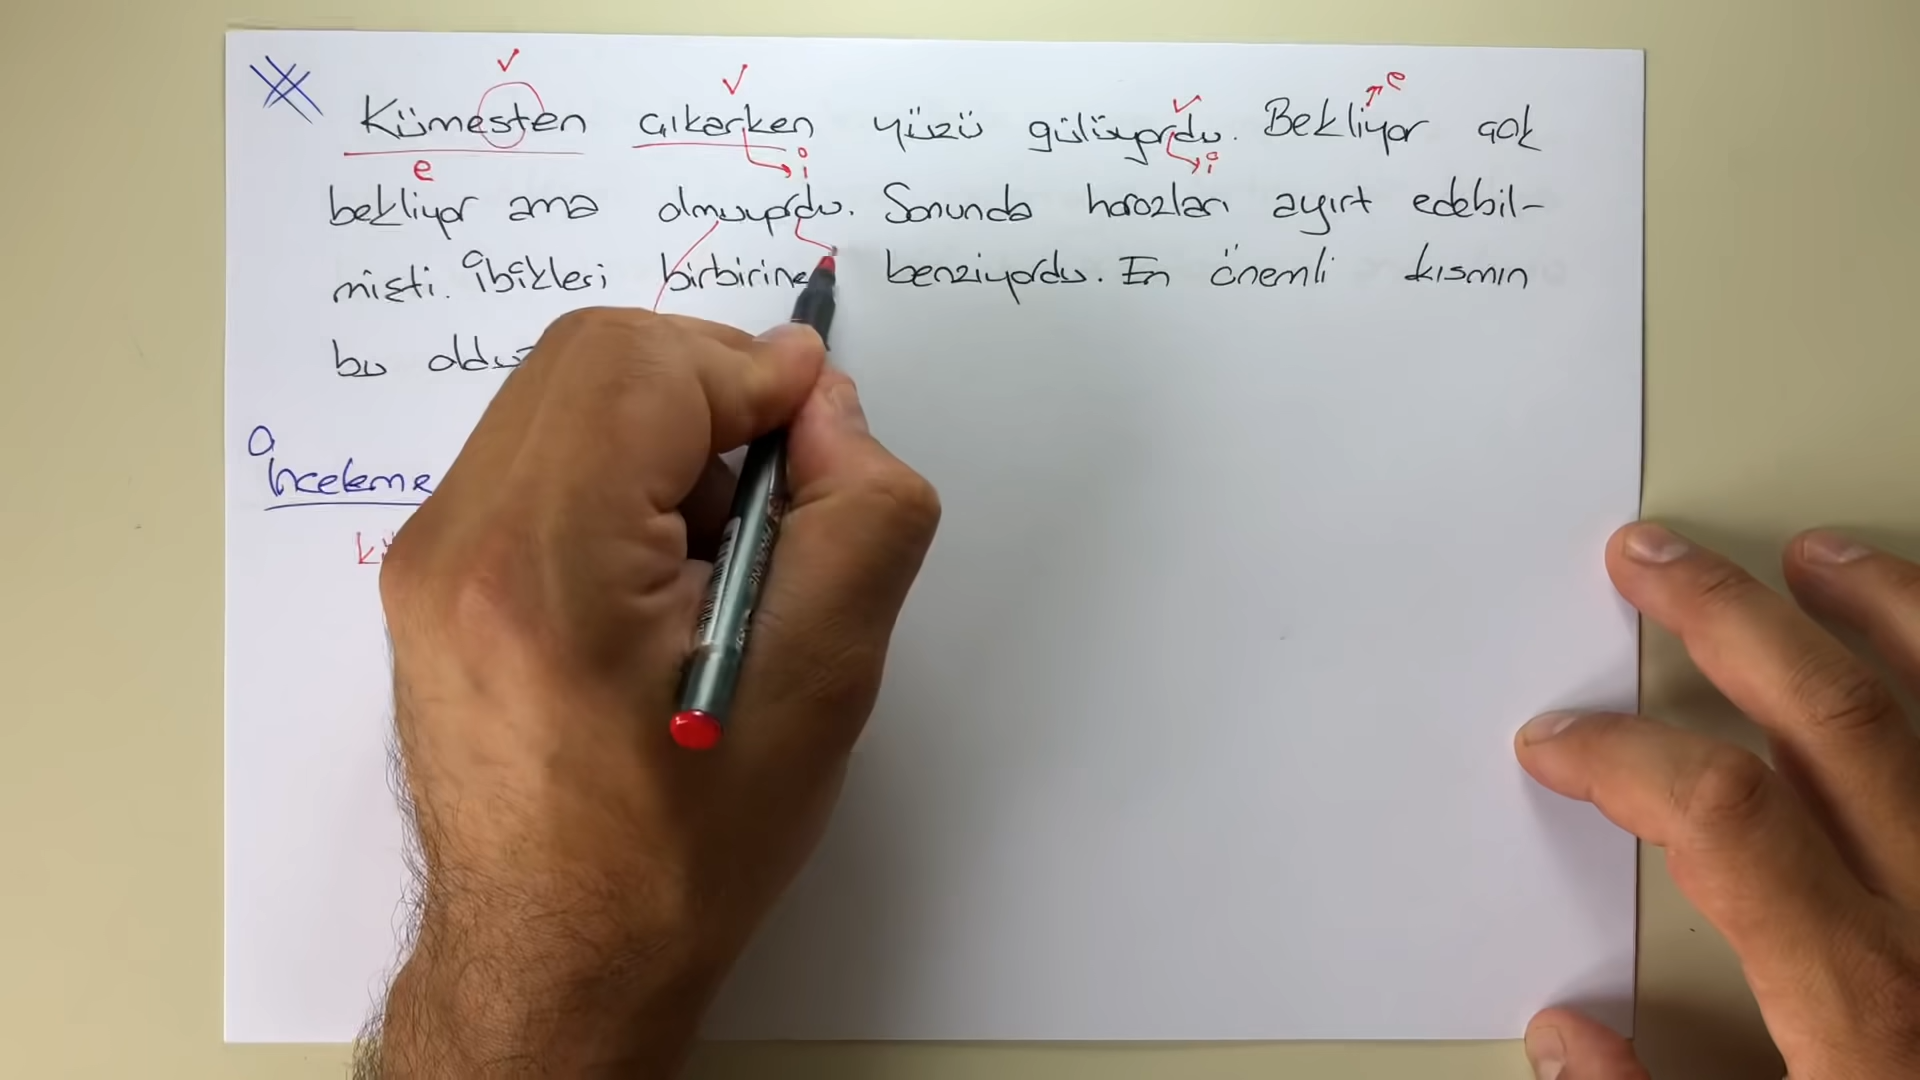 Kümesten çıkarken yüzü gülüyordu. Bekliyor çok
bekliyor ama olmuyordu. Sonunda horozları ayırt edebil-
mişti. İbikleri birbirine benziyordu. En önemli kısmın
bu
İnceleme
e
i
i
e